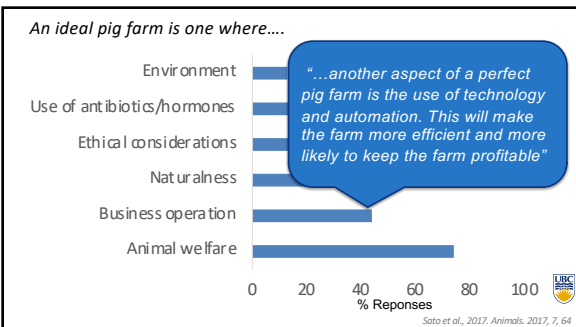 An ideal pig farm is one where….
Environment
Use of antibiotics/hormones
Ethical considerations
Naturalness
Business operation
Animal welfare
“…another aspect of a perfect
pig farm is the use of technology
and automation. This will make
the farm more efficient and more
likely to keep the farm profitable”
0 20 40 60 80 100
% Reponses
UBC
Sato et al., 2017. Animals. 2017, 7, 64